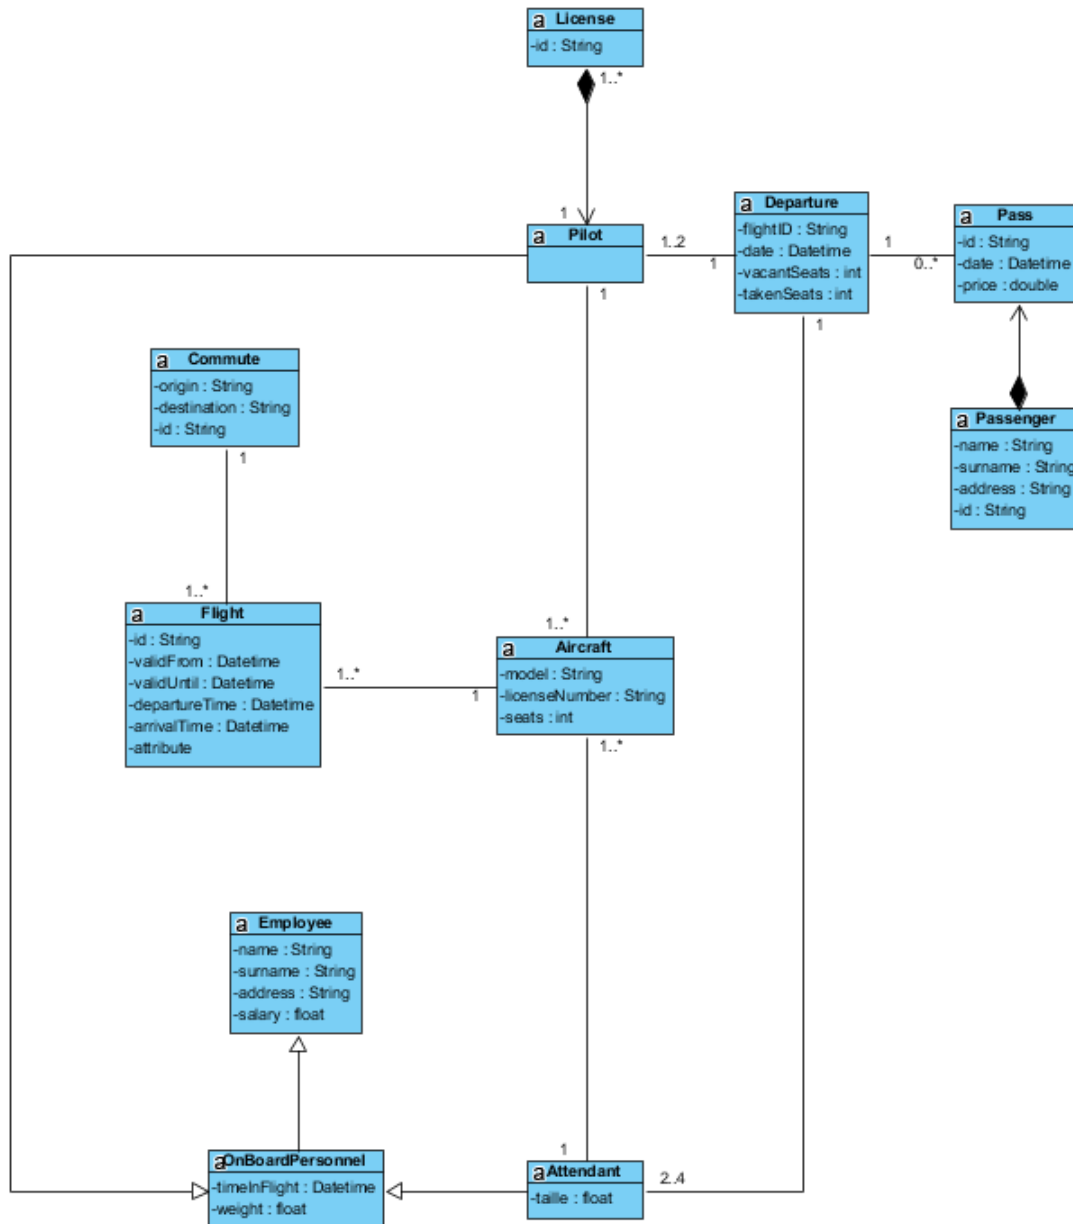 a License
-id : String
1..*
1
a Pilot
1..2
1
1
a Departure
-flightID : String
-date : Datetime
-vacantSeats : int
-takenSeats : int
1
0..*
1
a Pass
-id : String
-date : Datetime
-price : double
a Passenger
-name : String
-surname : String
-address : String
-id : String
a Commute
-origin : String
-destination : String
-id : String
1
1..*
a Flight
-id : String
-validFrom : Datetime
-validUntil : Datetime
-departureTime : Datetime
-arrivalTime : Datetime
-attribute
1..*
1
1..*
a Aircraft
-model : String
-licenseNumber : String
-seats : int
1..*
a Employee
-name : String
-surname : String
-address : String
-salary : float
a OnBoardPersonnel
-timeInFlight : Datetime
-weight : float
1
a Attendant
-taille : float
2..4